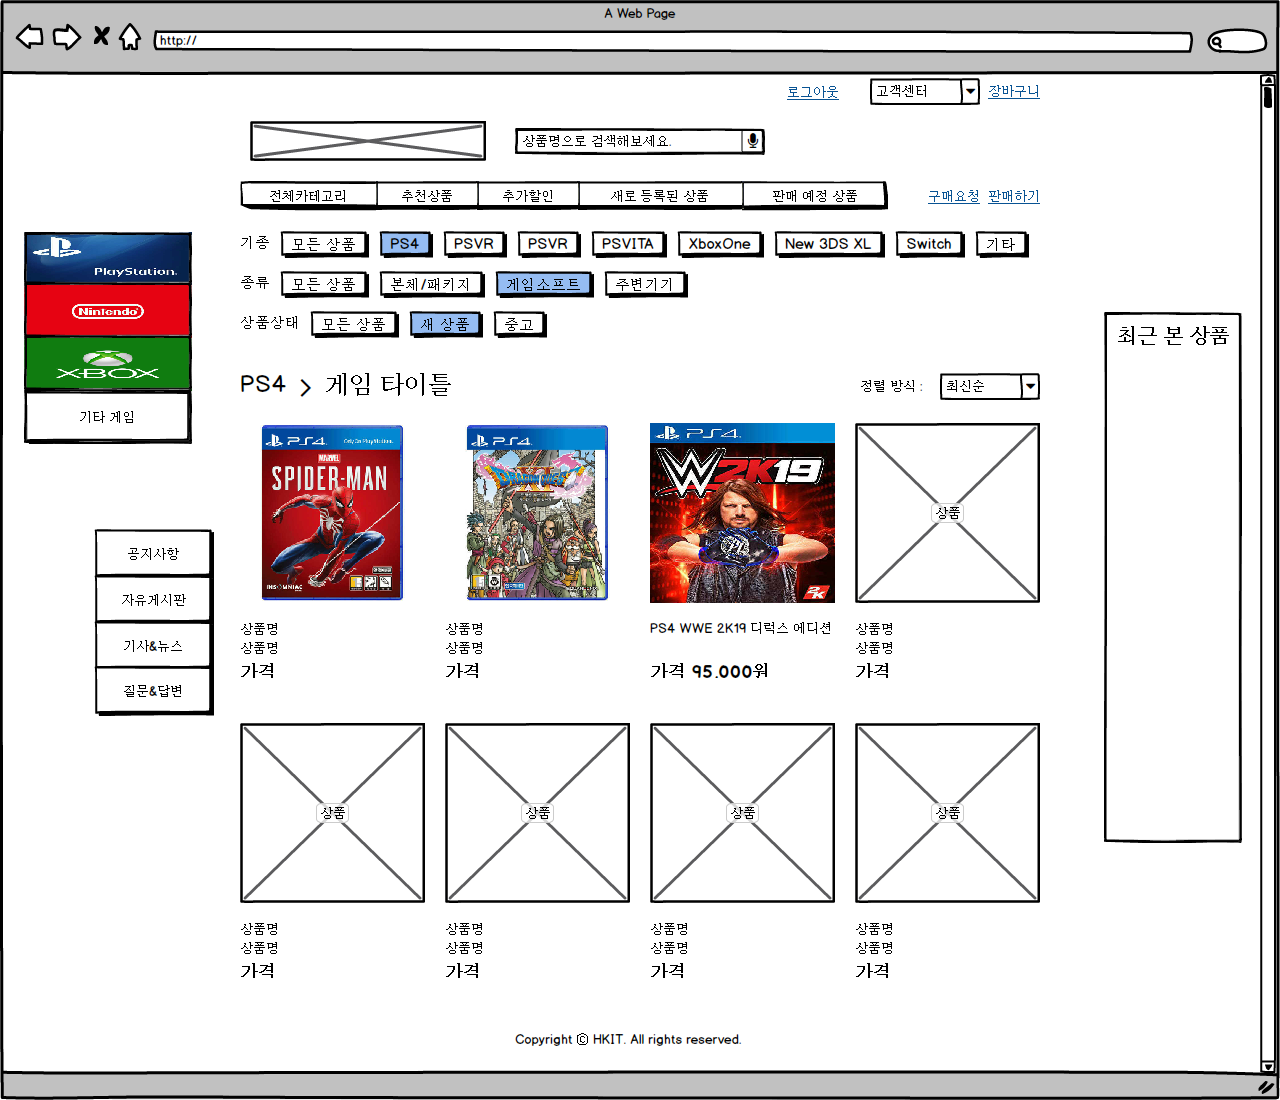 A Web Page
http://
로그아웃
고객센터
장바구니
상품명으로 검색해보세요.
전체카테고리
추천상품
추가할인
새로 등록된 상품
판매 예정 상품
구매요청 판매하기
기종 모든 상품 PS4 PSVR PSVR PSVITA XboxOne New 3DS XL Switch 기타
종류 모든 상품 본체/패키지 게임소프트 주변기기
상품상태 모든 상품 새 상품 중고
PlayStation.
Nintendo
XBOX
기타 게임
공지사항
자유게시판
기사&뉴스
질문&답변
최근 본 상품
PS4 > 게임 타이틀
정렬 방식 : 최신순
PS4 Only On PlayStation.
MARVEL
SPIDER-MAN
INSOMNIAC
PS4
DRAGON QUEST
XI
PS4
WWE 2K19
2K
상품
상품명
상품명
가격
상품명
상품명
가격
PS4 WWE 2K19 디럭스 에디션
가격 95.000원
상품명
상품명
가격
상품
상품
상품
상품
상품명
상품명
가격
상품명
상품명
가격
상품명
상품명
가격
상품명
상품명
가격
Copyright © HKIT. All rights reserved.